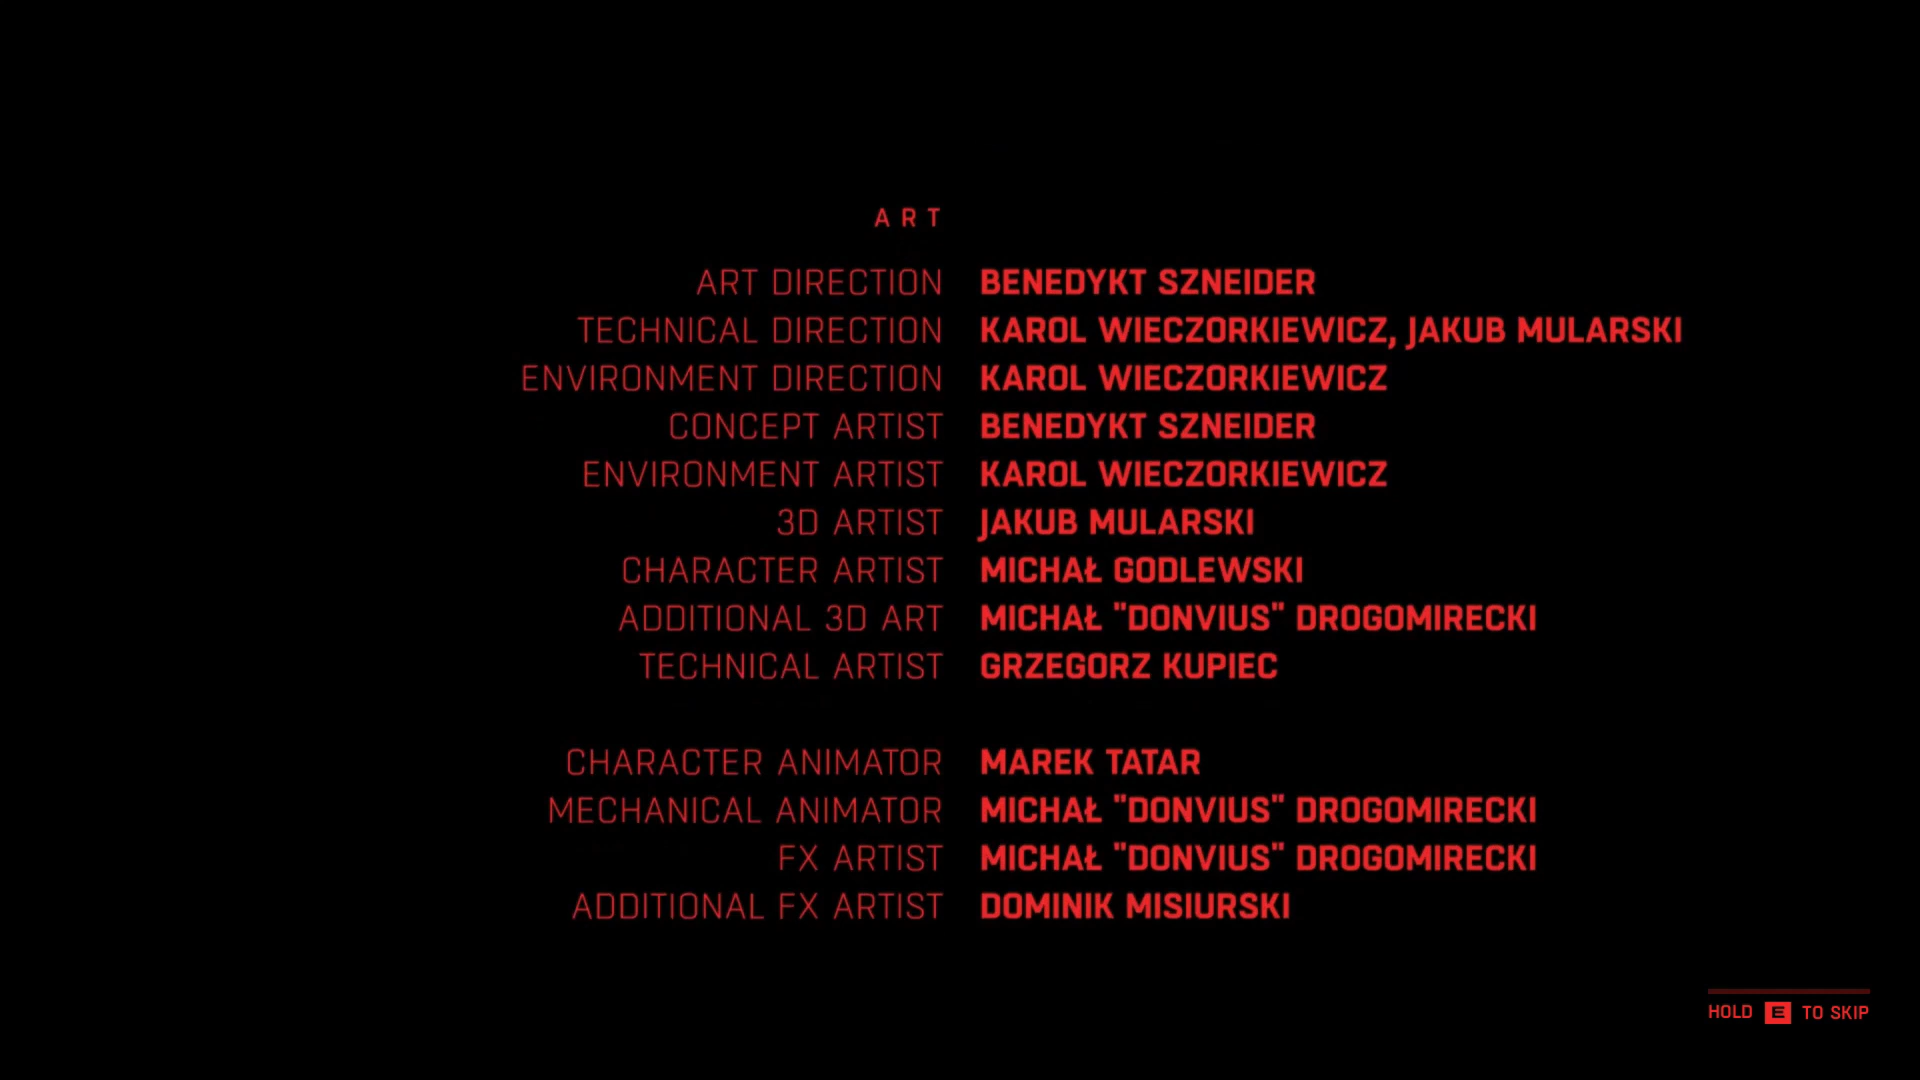 ART
ART DIRECTION BENEDYKT SZNEIDER
TECHNICAL DIRECTION KAROL WIECZORKIEWICZ, JAKUB MULARSKI
ENVIRONMENT DIRECTION KAROL WIECZORKIEWICZ
CONCEPT ARTIST BENEDYKT SZNEIDER
ENVIRONMENT ARTIST KAROL WIECZORKIEWICZ
3D ARTIST JAKUB MULARSKI
CHARACTER ARTIST MICHAŁ GODLEWSKI
ADDITIONAL 3D ART MICHAŁ "DONVIUS" DROGOMIRECKI
TECHNICAL ARTIST GRZEGORZ KUPIEC
CHARACTER ANIMATOR MAREK TATAR
MECHANICAL ANIMATOR MICHAŁ "DONVIUS" DROGOMIRECKI
FX ARTIST MICHAŁ "DONVIUS" DROGOMIRECKI
ADDITIONAL FX ARTIST DOMINIK MISIURSKI
HOLD E TO SKIP